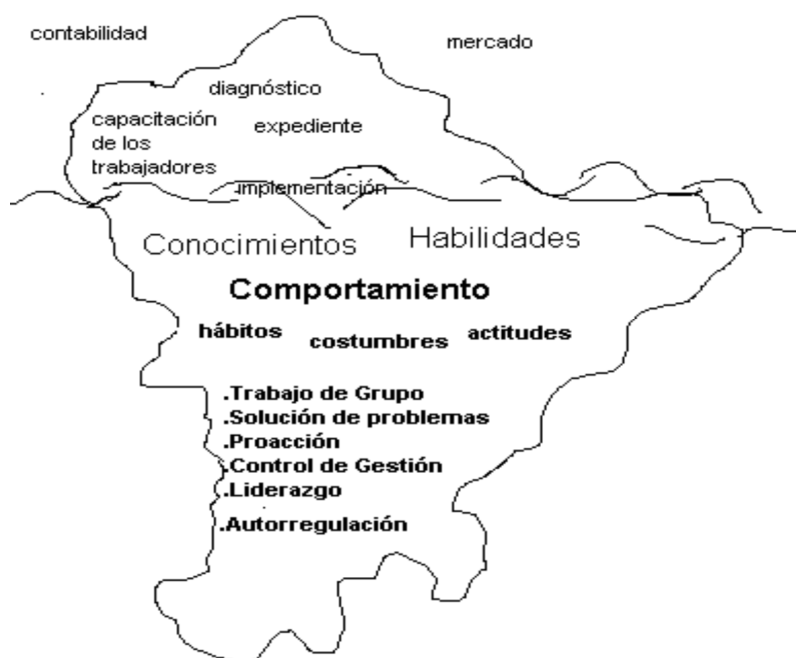 contabilidad
mercado
diagnóstico
capacitación
de los
trabajadores
expediente
implementación
Conocimientos
Habilidades
Comportamiento
hábitos
costumbres
actitudes
.Trabajo de Grupo
.Solución de problemas
.Proacción
.Control de Gestión
.Liderazgo
.Autorregulación